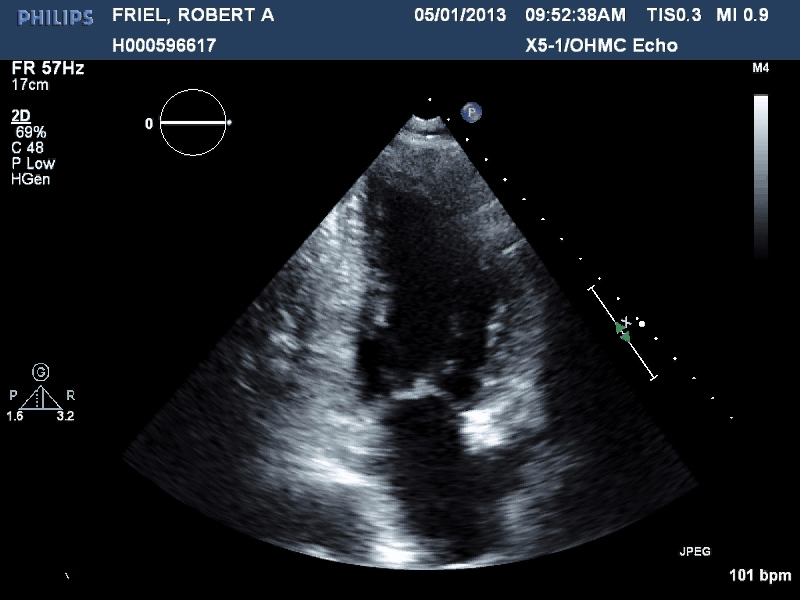 PHILIPS
FRIEL, ROBERT A
05/01/2013 09:52:38AM TIS0.3 MI 0.9
H000596617
X5-1/OHMC Echo
FR 57Hz
17cm
M4
2D
69%
C 48
P Low
HGen
0
P
G
P R
1.6 3.2
JPEG
101 bpm